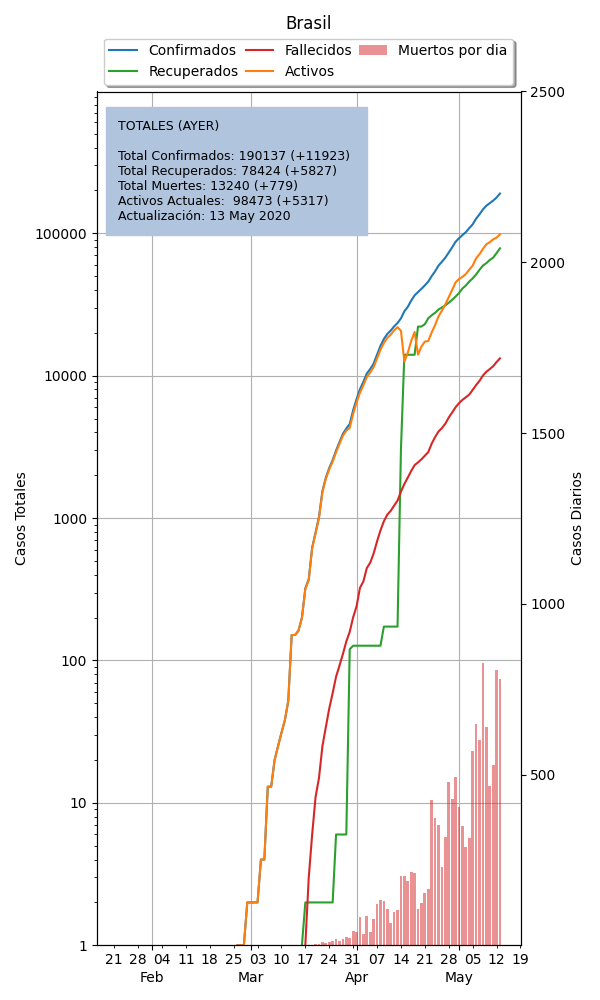 Brasil
Confirmados Fallecidos Muertos por dia
Recuperados Activos
TOTALES (AYER)
Total Confirmados: 190137 (+11923)
Total Recuperados: 78424 (+5827)
Total Muertes: 13240 (+779)
Activos Actuales:  98473 (+5317)
Actualización: 13 May 2020
Casos Totales
100000
10000
1000
100
10
1
2500
2000
1500
1000
500
Casos Diarios
21 28 04 11 18 25 03 10 17 24 31 07 14 21 28 05 12 19
Feb Mar Apr May